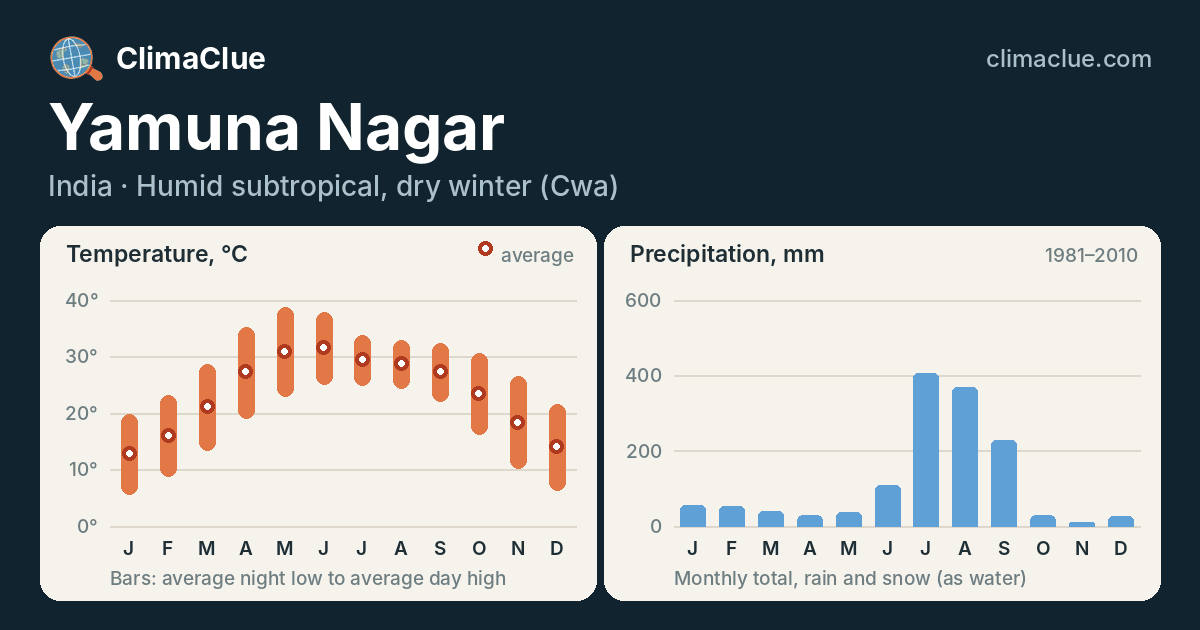 ClimaClue
climaclue.com
Yamuna Nagar
India · Humid subtropical, dry winter (Cwa)
Temperature, °C
average
40°
30°
20°
10°
0°
J F M A M J J A S O N D
Bars: average night low to average day high
Precipitation, mm
1981–2010
600
400
200
0
J F M A M J J A S O N D
Monthly total, rain and snow (as water)